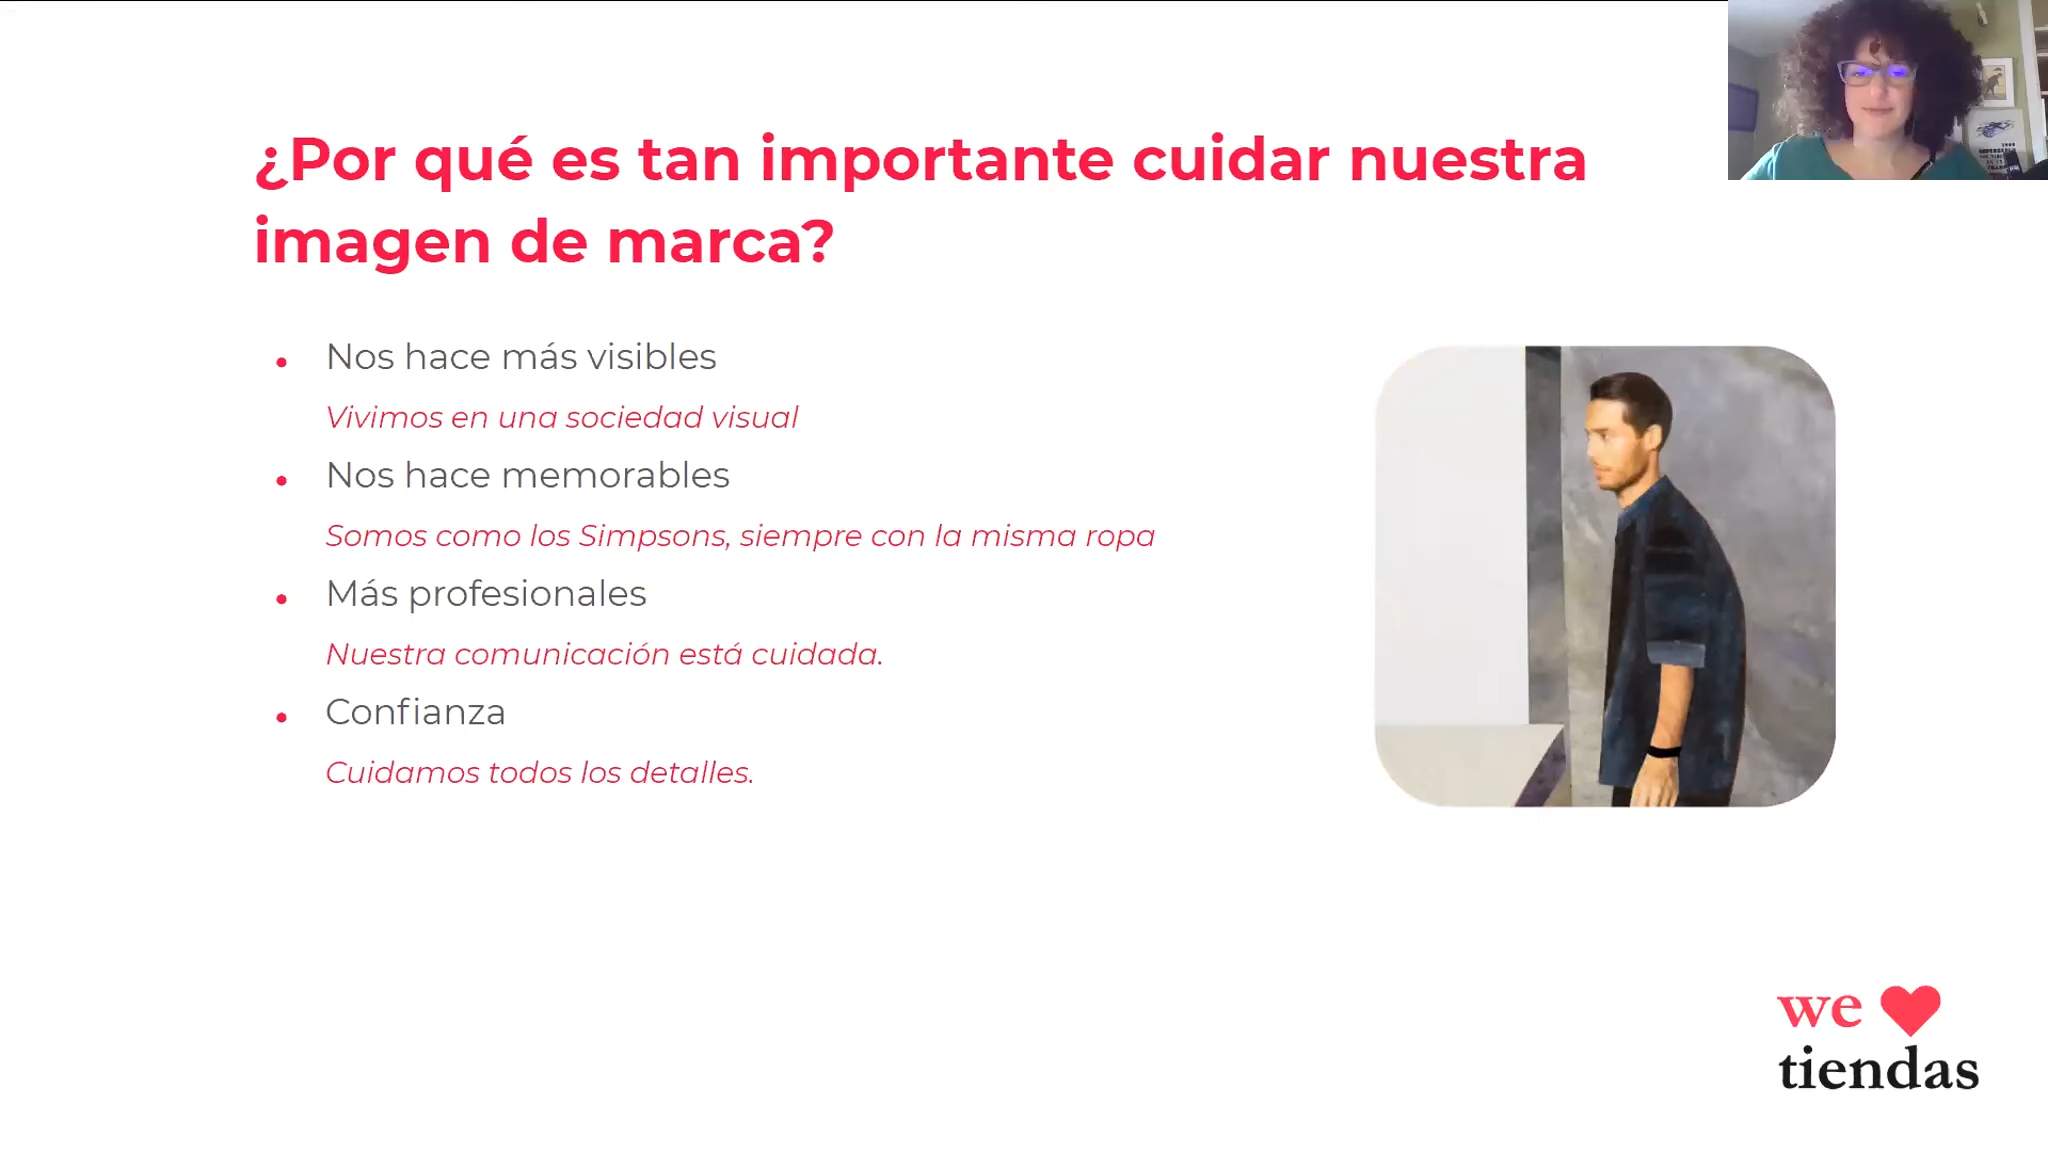 ¿Por qué es tan importante cuidar nuestra
imagen de marca?
• Nos hace más visibles
Vivimos en una sociedad visual
• Nos hace memorables
Somos como los Simpsons, siempre con la misma ropa
• Más profesionales
Nuestra comunicación está cuidada.
• Confianza
Cuidamos todos los detalles.
we
tiendas